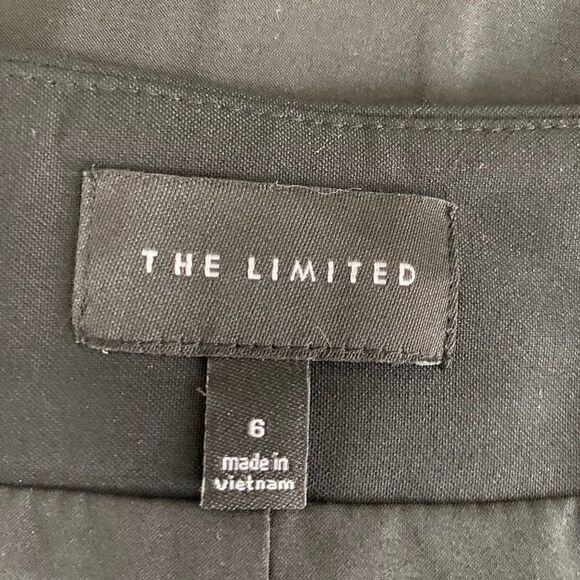 THE LIMITED
6
made in
vietnam